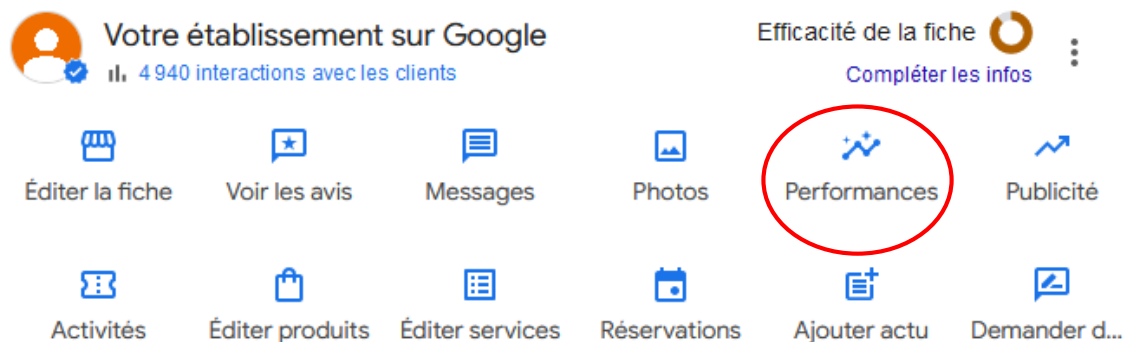 Votre établissement sur Google
4 940 interactions avec les clients
Efficacité de la fiche
Compléter les infos
Éditer la fiche
Voir les avis
Messages
Photos
Performances
Publicité
Activités
Éditer produits
Éditer services
Réservations
Ajouter actu
Demander d...